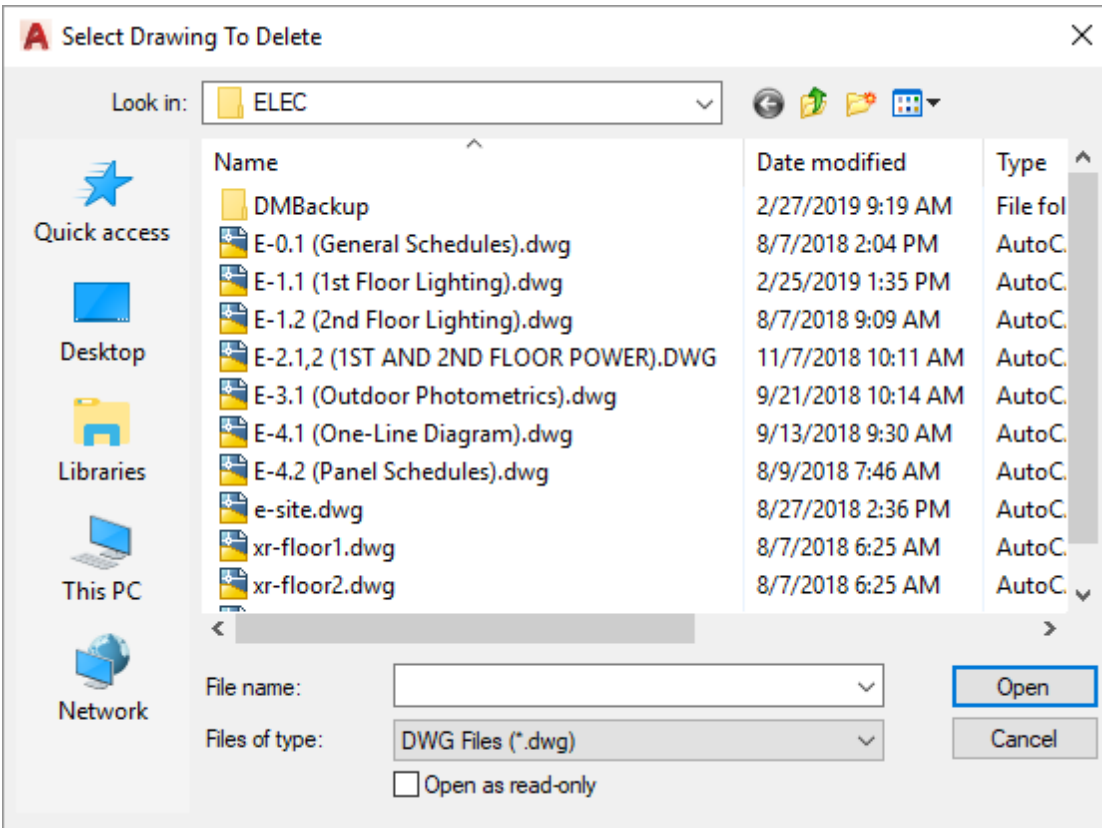 Select Drawing To Delete
Look in: ELEC
Name Date modified Type
DMBackup 2/27/2019 9:19 AM File fol
E-0.1 (General Schedules).dwg 8/7/2018 2:04 PM AutoC.
E-1.1 (1st Floor Lighting).dwg 2/25/2019 1:35 PM AutoC.
E-1.2 (2nd Floor Lighting).dwg 8/7/2018 9:09 AM AutoC.
E-2.1,2 (1ST AND 2ND FLOOR POWER).DWG 11/7/2018 10:11 AM AutoC.
E-3.1 (Outdoor Photometrics).dwg 9/21/2018 10:14 AM AutoC.
E-4.1 (One-Line Diagram).dwg 9/13/2018 9:30 AM AutoC.
E-4.2 (Panel Schedules).dwg 8/9/2018 7:46 AM AutoC.
e-site.dwg 8/27/2018 2:36 PM AutoC.
xr-floor1.dwg 8/7/2018 6:25 AM AutoC.
xr-floor2.dwg 8/7/2018 6:25 AM AutoC.
Quick access
Desktop
Libraries
This PC
Network
File name: Open
Files of type: DWG Files (*.dwg) Cancel
Open as read-only